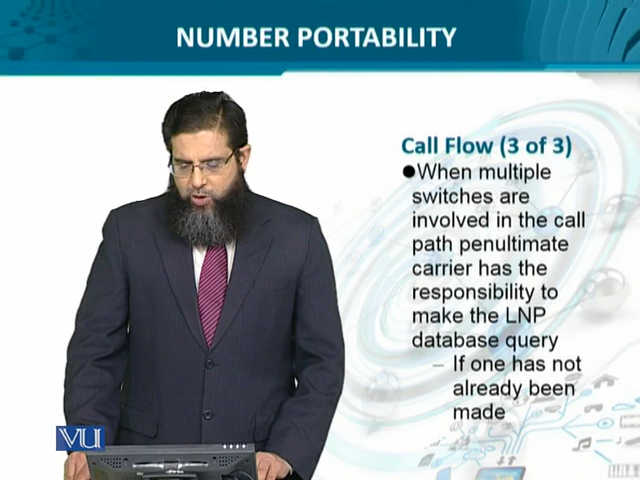 NUMBER PORTABILITY
Call Flow (3 of 3)
●When multiple
switches are
involved in the call
path penultimate
carrier has the
responsibility to
make the LNP
database query
– If one has not
already been
made
VU